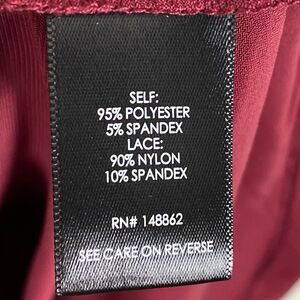 SELF:
95% POLYESTER
5% SPANDEX
LACE:
90% NYLON
10% SPANDEX
RN# 148862
SEE CARE ON REVERSE